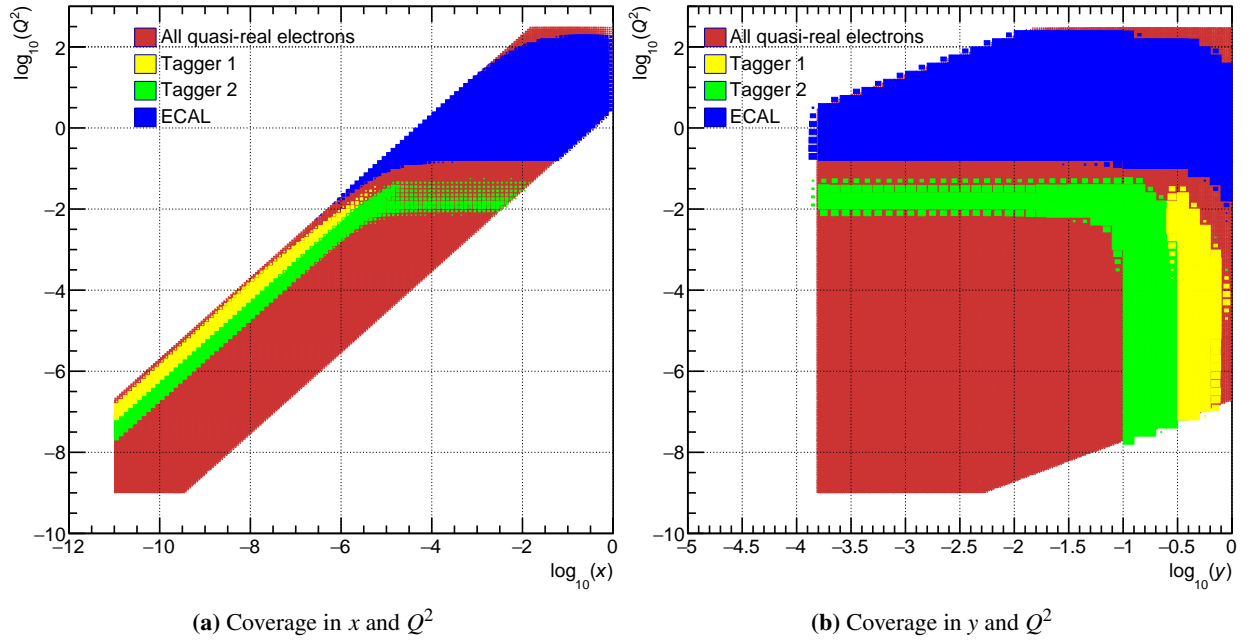 log₁₀(Q²)
All quasi-real electrons
Tagger 1
Tagger 2
ECAL
2
0
−2
−4
−6
−8
−10
−12 −10 −8 −6 −4 −2 0
log₁₀(x)
(a) Coverage in x and Q²
log₁₀(Q²)
All quasi-real electrons
Tagger 1
Tagger 2
ECAL
2
0
−2
−4
−6
−8
−10
−5 −4.5 −4 −3.5 −3 −2.5 −2 −1.5 −1 −0.5 0
log₁₀(y)
(b) Coverage in y and Q²